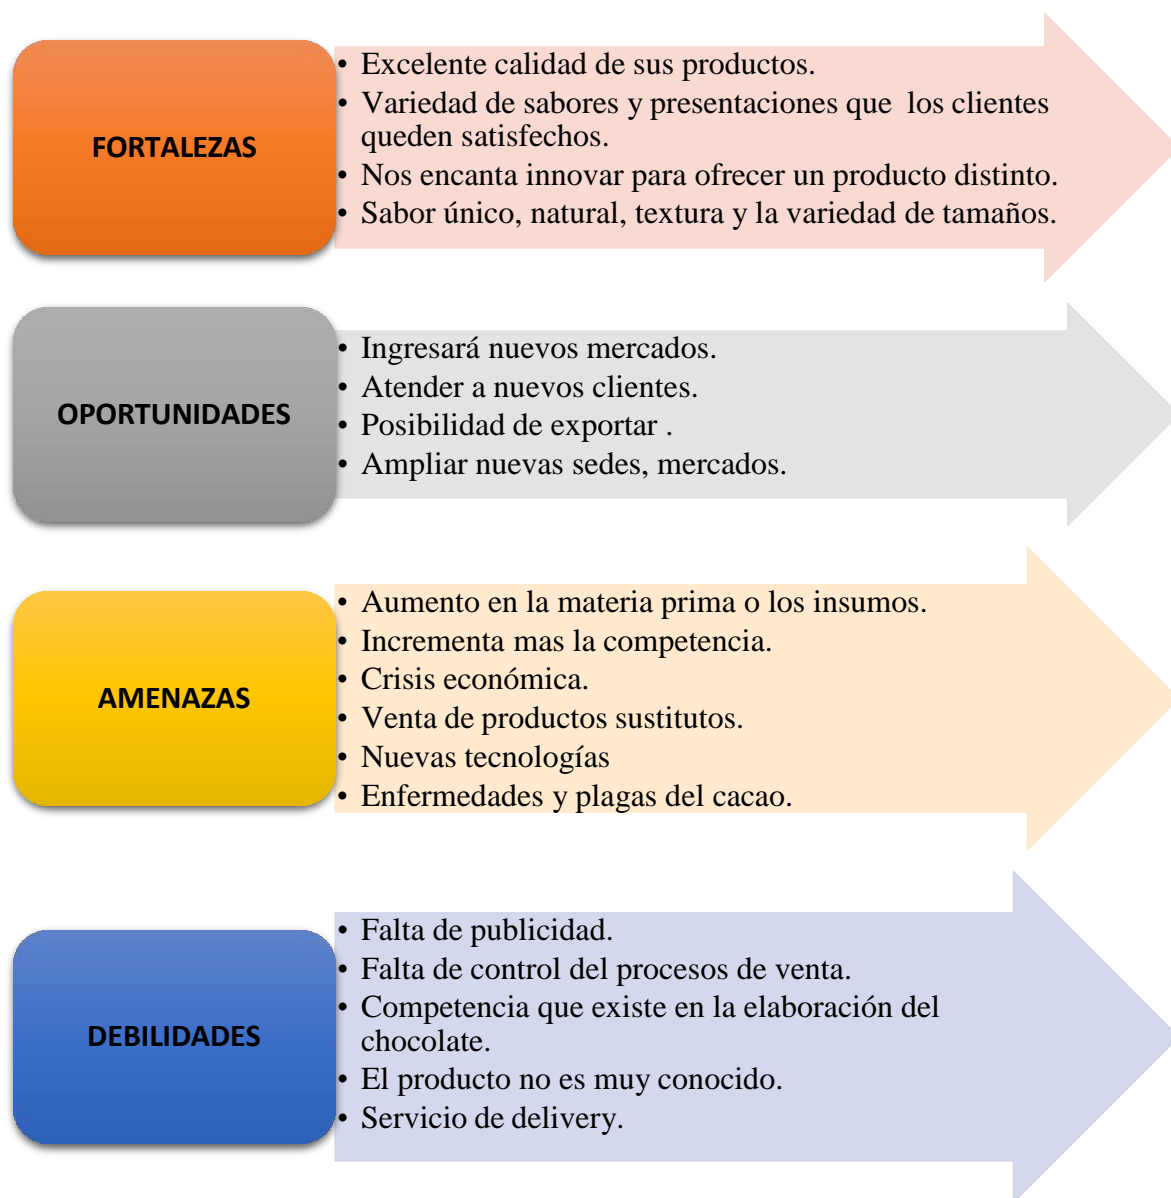 FORTALEZAS
• Excelente calidad de sus productos.
• Variedad de sabores y presentaciones que  los clientes
queden satisfechos.
• Nos encanta innovar para ofrecer un producto distinto.
• Sabor único, natural, textura y la variedad de tamaños.
OPORTUNIDADES
• Ingresará nuevos mercados.
• Atender a nuevos clientes.
• Posibilidad de exportar .
• Ampliar nuevas sedes, mercados.
AMENAZAS
• Aumento en la materia prima o los insumos.
• Incrementa mas la competencia.
• Crisis económica.
• Venta de productos sustitutos.
• Nuevas tecnologías
• Enfermedades y plagas del cacao.
DEBILIDADES
• Falta de publicidad.
• Falta de control del procesos de venta.
• Competencia que existe en la elaboración del
chocolate.
• El producto no es muy conocido.
• Servicio de delivery.